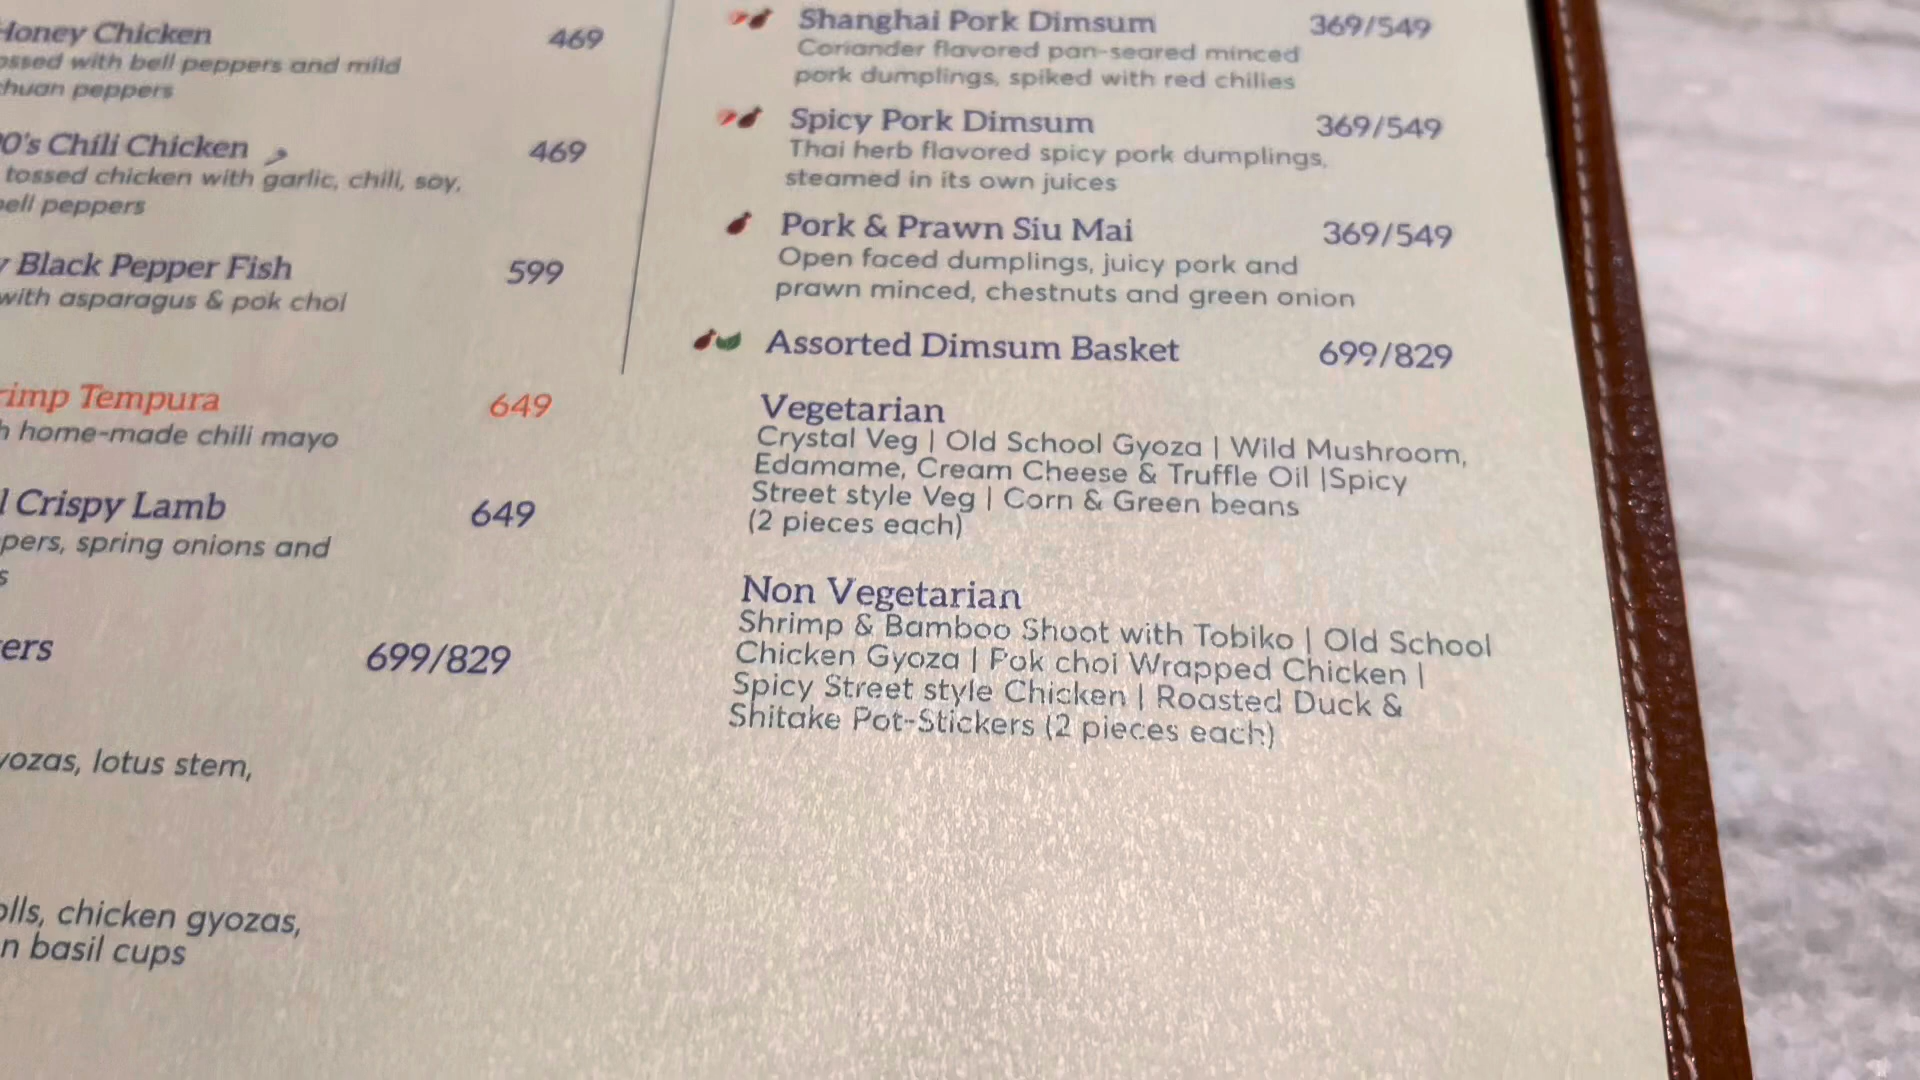 Honey Chicken 469
ossed with bell peppers and mild
chuan peppers
0's Chili Chicken 469
tossed chicken with garlic, chili, soy,
bell peppers
Black Pepper Fish 599
with asparagus & pok choi
rimp Tempura 649
h home-made chili mayo
l Crispy Lamb 649
pers, spring onions and
s
ers 699/829
yozas, lotus stem,
olls, chicken gyozas,
n basil cups
Shanghai Pork Dimsum 369/549
Coriander flavored pan-seared minced
pork dumplings, spiked with red chilies
Spicy Pork Dimsum 369/549
Thai herb flavored spicy pork dumplings,
steamed in its own juices
Pork & Prawn Siu Mai 369/549
Open faced dumplings, juicy pork and
prawn minced, chestnuts and green onion
Assorted Dimsum Basket 699/829
Vegetarian
Crystal Veg | Old School Gyoza | Wild Mushroom,
Edamame, Cream Cheese & Truffle Oil |Spicy
Street style Veg | Corn & Green beans
(2 pieces each)
Non Vegetarian
Shrimp & Bamboo Shoot with Tobiko | Old School
Chicken Gyoza | Pok choi Wrapped Chicken |
Spicy Street style Chicken | Roasted Duck &
Shitake Pot-Stickers (2 pieces each)